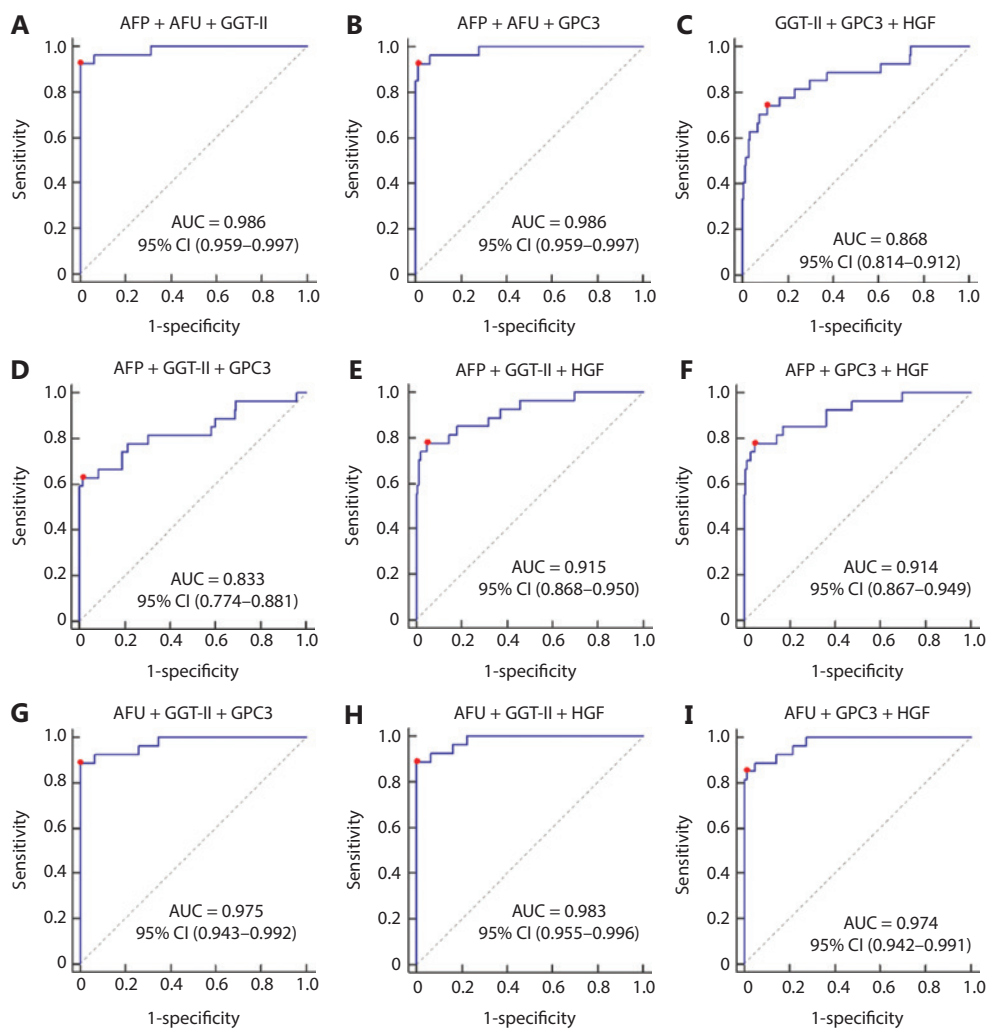 A
AFP + AFU + GGT-II
1.0
0.8
0.6
0.4
0.2
0
Sensitivity
AUC = 0.986
95% CI (0.959–0.997)
0 0.2 0.4 0.6 0.8 1.0
1-specificity
B
AFP + AFU + GPC3
1.0
0.8
0.6
0.4
0.2
0
Sensitivity
AUC = 0.986
95% CI (0.959–0.997)
0 0.2 0.4 0.6 0.8 1.0
1-specificity
C
GGT-II + GPC3 + HGF
1.0
0.8
0.6
0.4
0.2
0
Sensitivity
AUC = 0.868
95% CI (0.814–0.912)
0 0.2 0.4 0.6 0.8 1.0
1-specificity
D
AFP + GGT-II + GPC3
1.0
0.8
0.6
0.4
0.2
0
Sensitivity
AUC = 0.833
95% CI (0.774–0.881)
0 0.2 0.4 0.6 0.8 1.0
1-specificity
E
AFP + GGT-II + HGF
1.0
0.8
0.6
0.4
0.2
0
Sensitivity
AUC = 0.915
95% CI (0.868–0.950)
0 0.2 0.4 0.6 0.8 1.0
1-specificity
F
AFP + GPC3 + HGF
1.0
0.8
0.6
0.4
0.2
0
Sensitivity
AUC = 0.914
95% CI (0.867–0.949)
0 0.2 0.4 0.6 0.8 1.0
1-specificity
G
AFU + GGT-II + GPC3
1.0
0.8
0.6
0.4
0.2
0
Sensitivity
AUC = 0.975
95% CI (0.943–0.992)
0 0.2 0.4 0.6 0.8 1.0
1-specificity
H
AFU + GGT-II + HGF
1.0
0.8
0.6
0.4
0.2
0
Sensitivity
AUC = 0.983
95% CI (0.955–0.996)
0 0.2 0.4 0.6 0.8 1.0
1-specificity
I
AFU + GPC3 + HGF
1.0
0.8
0.6
0.4
0.2
0
Sensitivity
AUC = 0.974
95% CI (0.942–0.991)
0 0.2 0.4 0.6 0.8 1.0
1-specificity